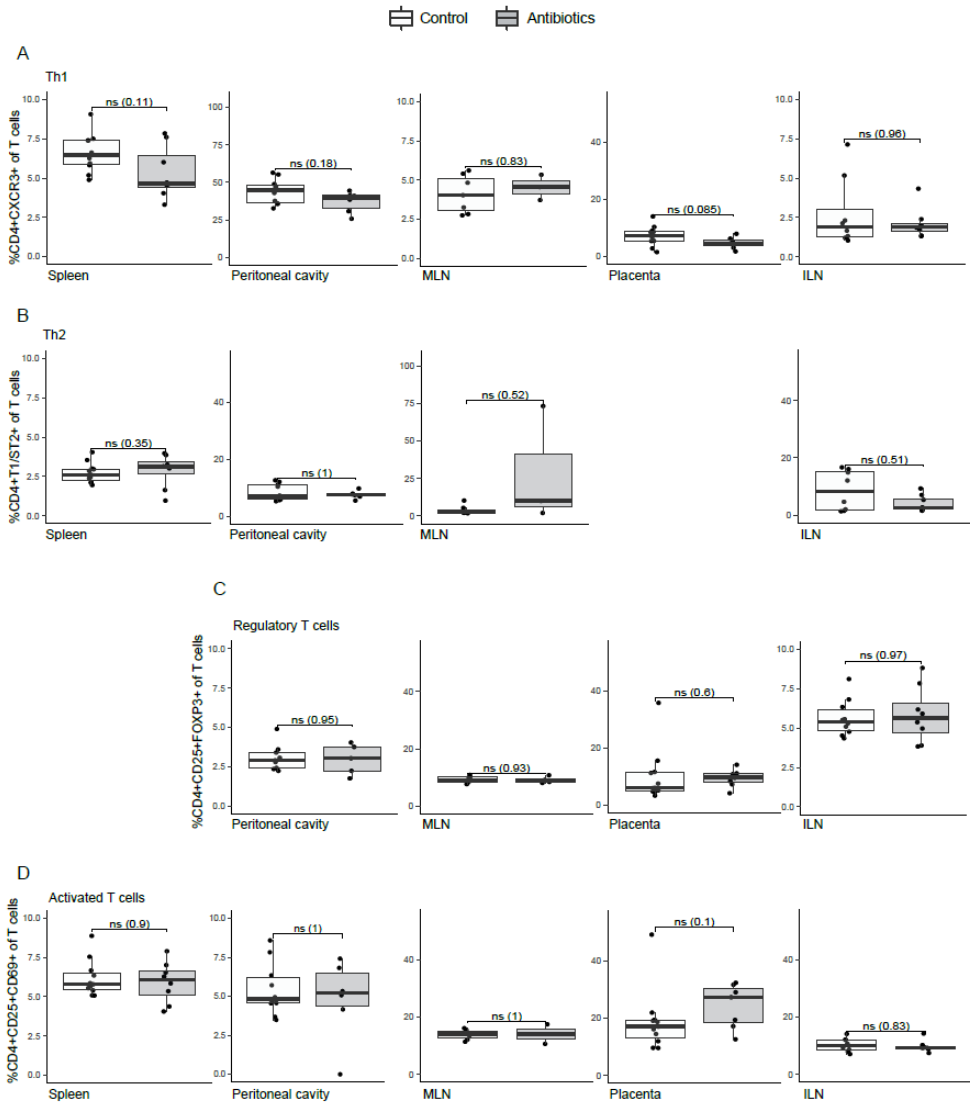 Control Antibiotics
A
Th1
%CD4+CXCR3+ of T cells
10.0
7.5
5.0
2.5
0.0
ns (0.11)
Spleen
100
50
25
0
ns (0.18)
Peritoneal cavity
10.0
7.5
5.0
2.5
0.0
ns (0.83)
MLN
40
20
0
ns (0.085)
Placenta
10.0
7.5
5.0
2.5
0.0
ns (0.96)
ILN
B
Th2
%CD4+T1/ST2+ of T cells
10.0
7.5
5.0
2.5
0.0
ns (0.35)
Spleen
40
20
0
ns (1)
Peritoneal cavity
100
75
50
25
0
ns (0.52)
MLN
40
20
0
ns (0.51)
ILN
C
Regulatory T cells
%CD4+CD25+FOXP3+ of T cells
10.0
7.5
5.0
2.5
0.0
ns (0.95)
Peritoneal cavity
40
20
0
ns (0.93)
MLN
40
20
0
ns (0.6)
Placenta
10.0
7.5
5.0
2.5
0.0
ns (0.97)
ILN
D
Activated T cells
%CD4+CD25+CD69+ of T cells
10.0
7.5
5.0
2.5
0.0
ns (0.9)
Spleen
10.0
7.5
5.0
2.5
0.0
ns (1)
Peritoneal cavity
40
20
0
ns (1)
MLN
40
20
0
ns (0.1)
Placenta
40
20
0
ns (0.83)
ILN